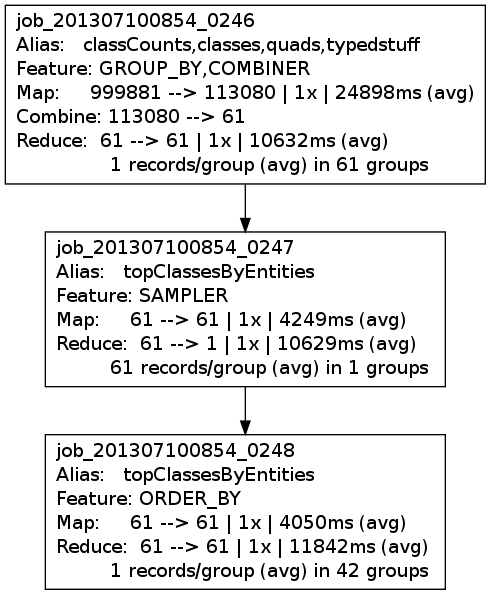 job_201307100854_0246
Alias: classCounts,classes,quads,typedstuff
Feature: GROUP_BY,COMBINER
Map: 999881 --> 113080 | 1x | 24898ms (avg)
Combine: 113080 --> 61
Reduce: 61 --> 61 | 1x | 10632ms (avg)
1 records/group (avg) in 61 groups
job_201307100854_0247
Alias: topClassesByEntities
Feature: SAMPLER
Map: 61 --> 61 | 1x | 4249ms (avg)
Reduce: 61 --> 1 | 1x | 10629ms (avg)
61 records/group (avg) in 1 groups
job_201307100854_0248
Alias: topClassesByEntities
Feature: ORDER_BY
Map: 61 --> 61 | 1x | 4050ms (avg)
Reduce: 61 --> 61 | 1x | 11842ms (avg)
1 records/group (avg) in 42 groups